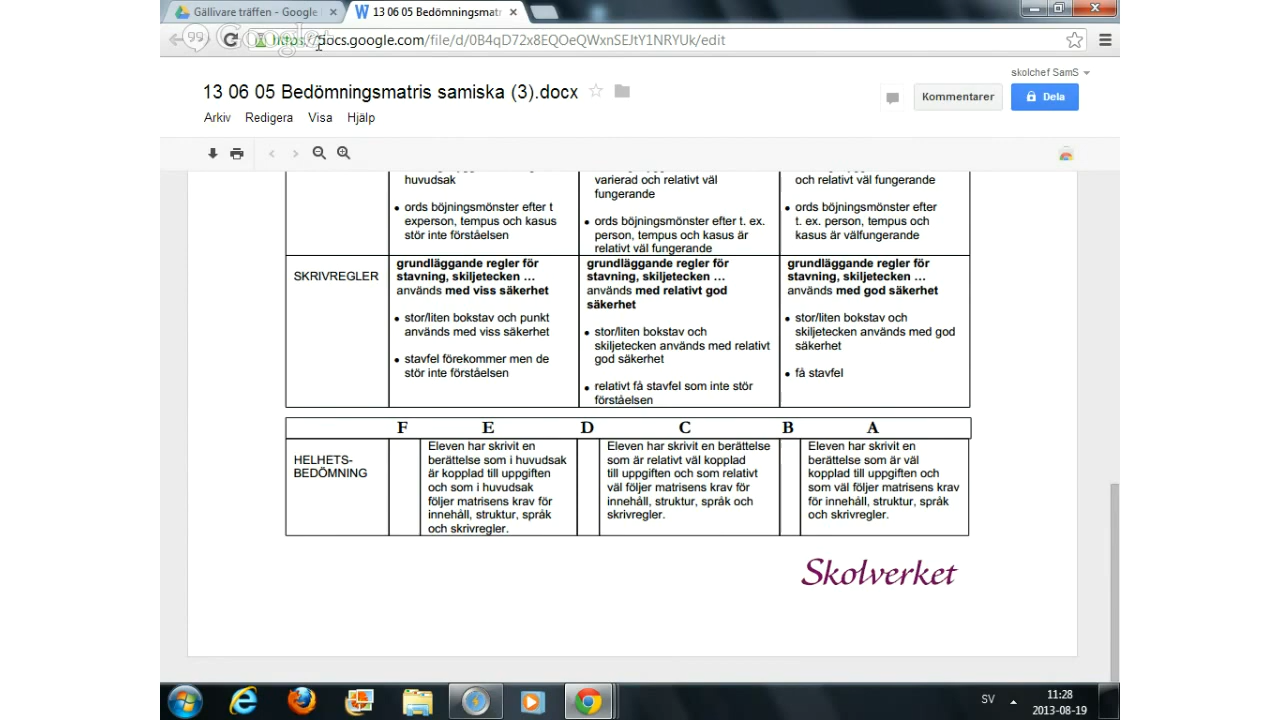 Gällivare träffen - Google
13 06 05 Bedömningsmatr
https://docs.google.com/file/d/0B4qD72x8EQOeQWxnSEJtY1NRYUk/edit
Google+
skolchef SamS
13 06 05 Bedömningsmatris samiska (3).docx
Kommentarer
Dela
Arkiv Redigera Visa Hjälp
huvudsak
• ords böjningsmönster efter t
experson, tempus och kasus
stör inte förståelsen
varierad och relativt väl
fungerande
• ords böjningsmönster efter t. ex.
person, tempus och kasus är
relativt väl fungerande
och relativt väl fungerande
• ords böjningsmönster efter
t. ex. person, tempus och
kasus är välfungerande
SKRIVREGLER
grundläggande regler för
stavning, skiljetecken ...
används med viss säkerhet
• stor/liten bokstav och punkt
används med viss säkerhet
• stavfel förekommer men de
stör inte förståelsen
grundläggande regler för
stavning, skiljetecken ...
används med relativt god
säkerhet
• stor/liten bokstav och
skiljetecken används med relativt
god säkerhet
• relativt få stavfel som inte stör
förståelsen
grundläggande regler för
stavning, skiljetecken ...
används med god säkerhet
• stor/liten bokstav och
skiljetecken används med god
säkerhet
• få stavfel
F E D C B A
HELHETS-
BEDÖMNING
Eleven har skrivit en
berättelse som i huvudsak
är kopplad till uppgiften
och som i huvudsak
följer matrisens krav för
innehåll, struktur, språk
och skrivregler.
Eleven har skrivit en berättelse
som är relativt väl kopplad
till uppgiften och som relativt
väl följer matrisens krav för
innehåll, struktur, språk och
skrivregler.
Eleven har skrivit en
berättelse som är väl
kopplad till uppgiften och
som väl följer matrisens krav
för innehåll, struktur, språk
och skrivregler.
Skolverket
SV
11:28
2013-08-19